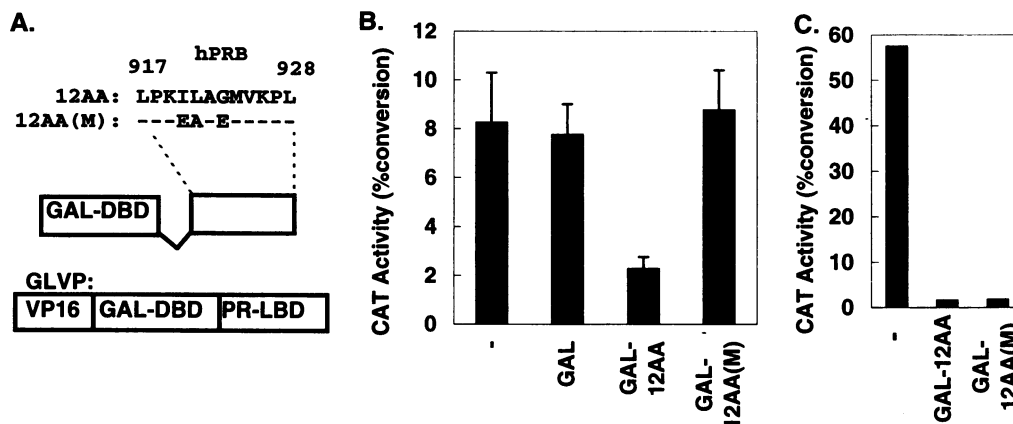 A.
hPRB
917 928
12AA: LPKILAGMVKPL
12AA(M): ---EA-E-----
GAL-DBD
GLVP:
VP16 GAL-DBD PR-LBD
B.
CAT Activity (%conversion)
12
10
8
6
4
2
0
-
GAL
GAL-
12AA
GAL-
12AA(M)
C.
CAT Activity (%conversion)
60
50
40
30
20
10
0
-
GAL-12AA
GAL-
12AA(M)